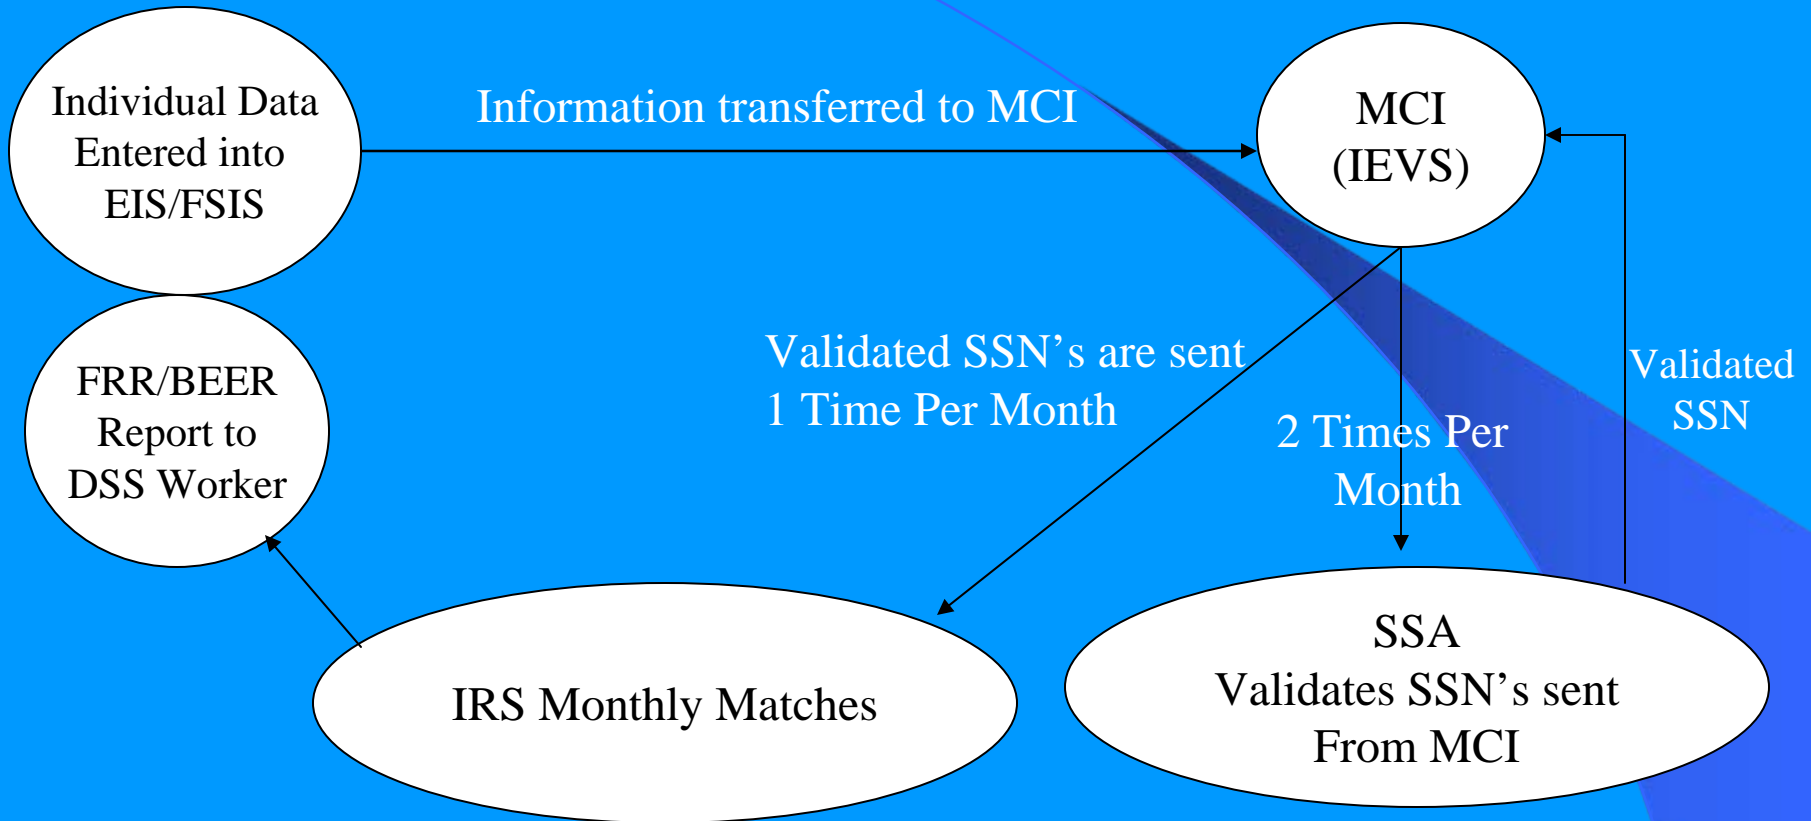 Individual Data
Entered into
EIS/FSIS
Information transferred to MCI
MCI
(IEVS)
FRR/BEER
Report to
DSS Worker
Validated SSN’s are sent
1 Time Per Month
2 Times Per
Month
Validated
SSN
IRS Monthly Matches
SSA
Validates SSN’s sent
From MCI